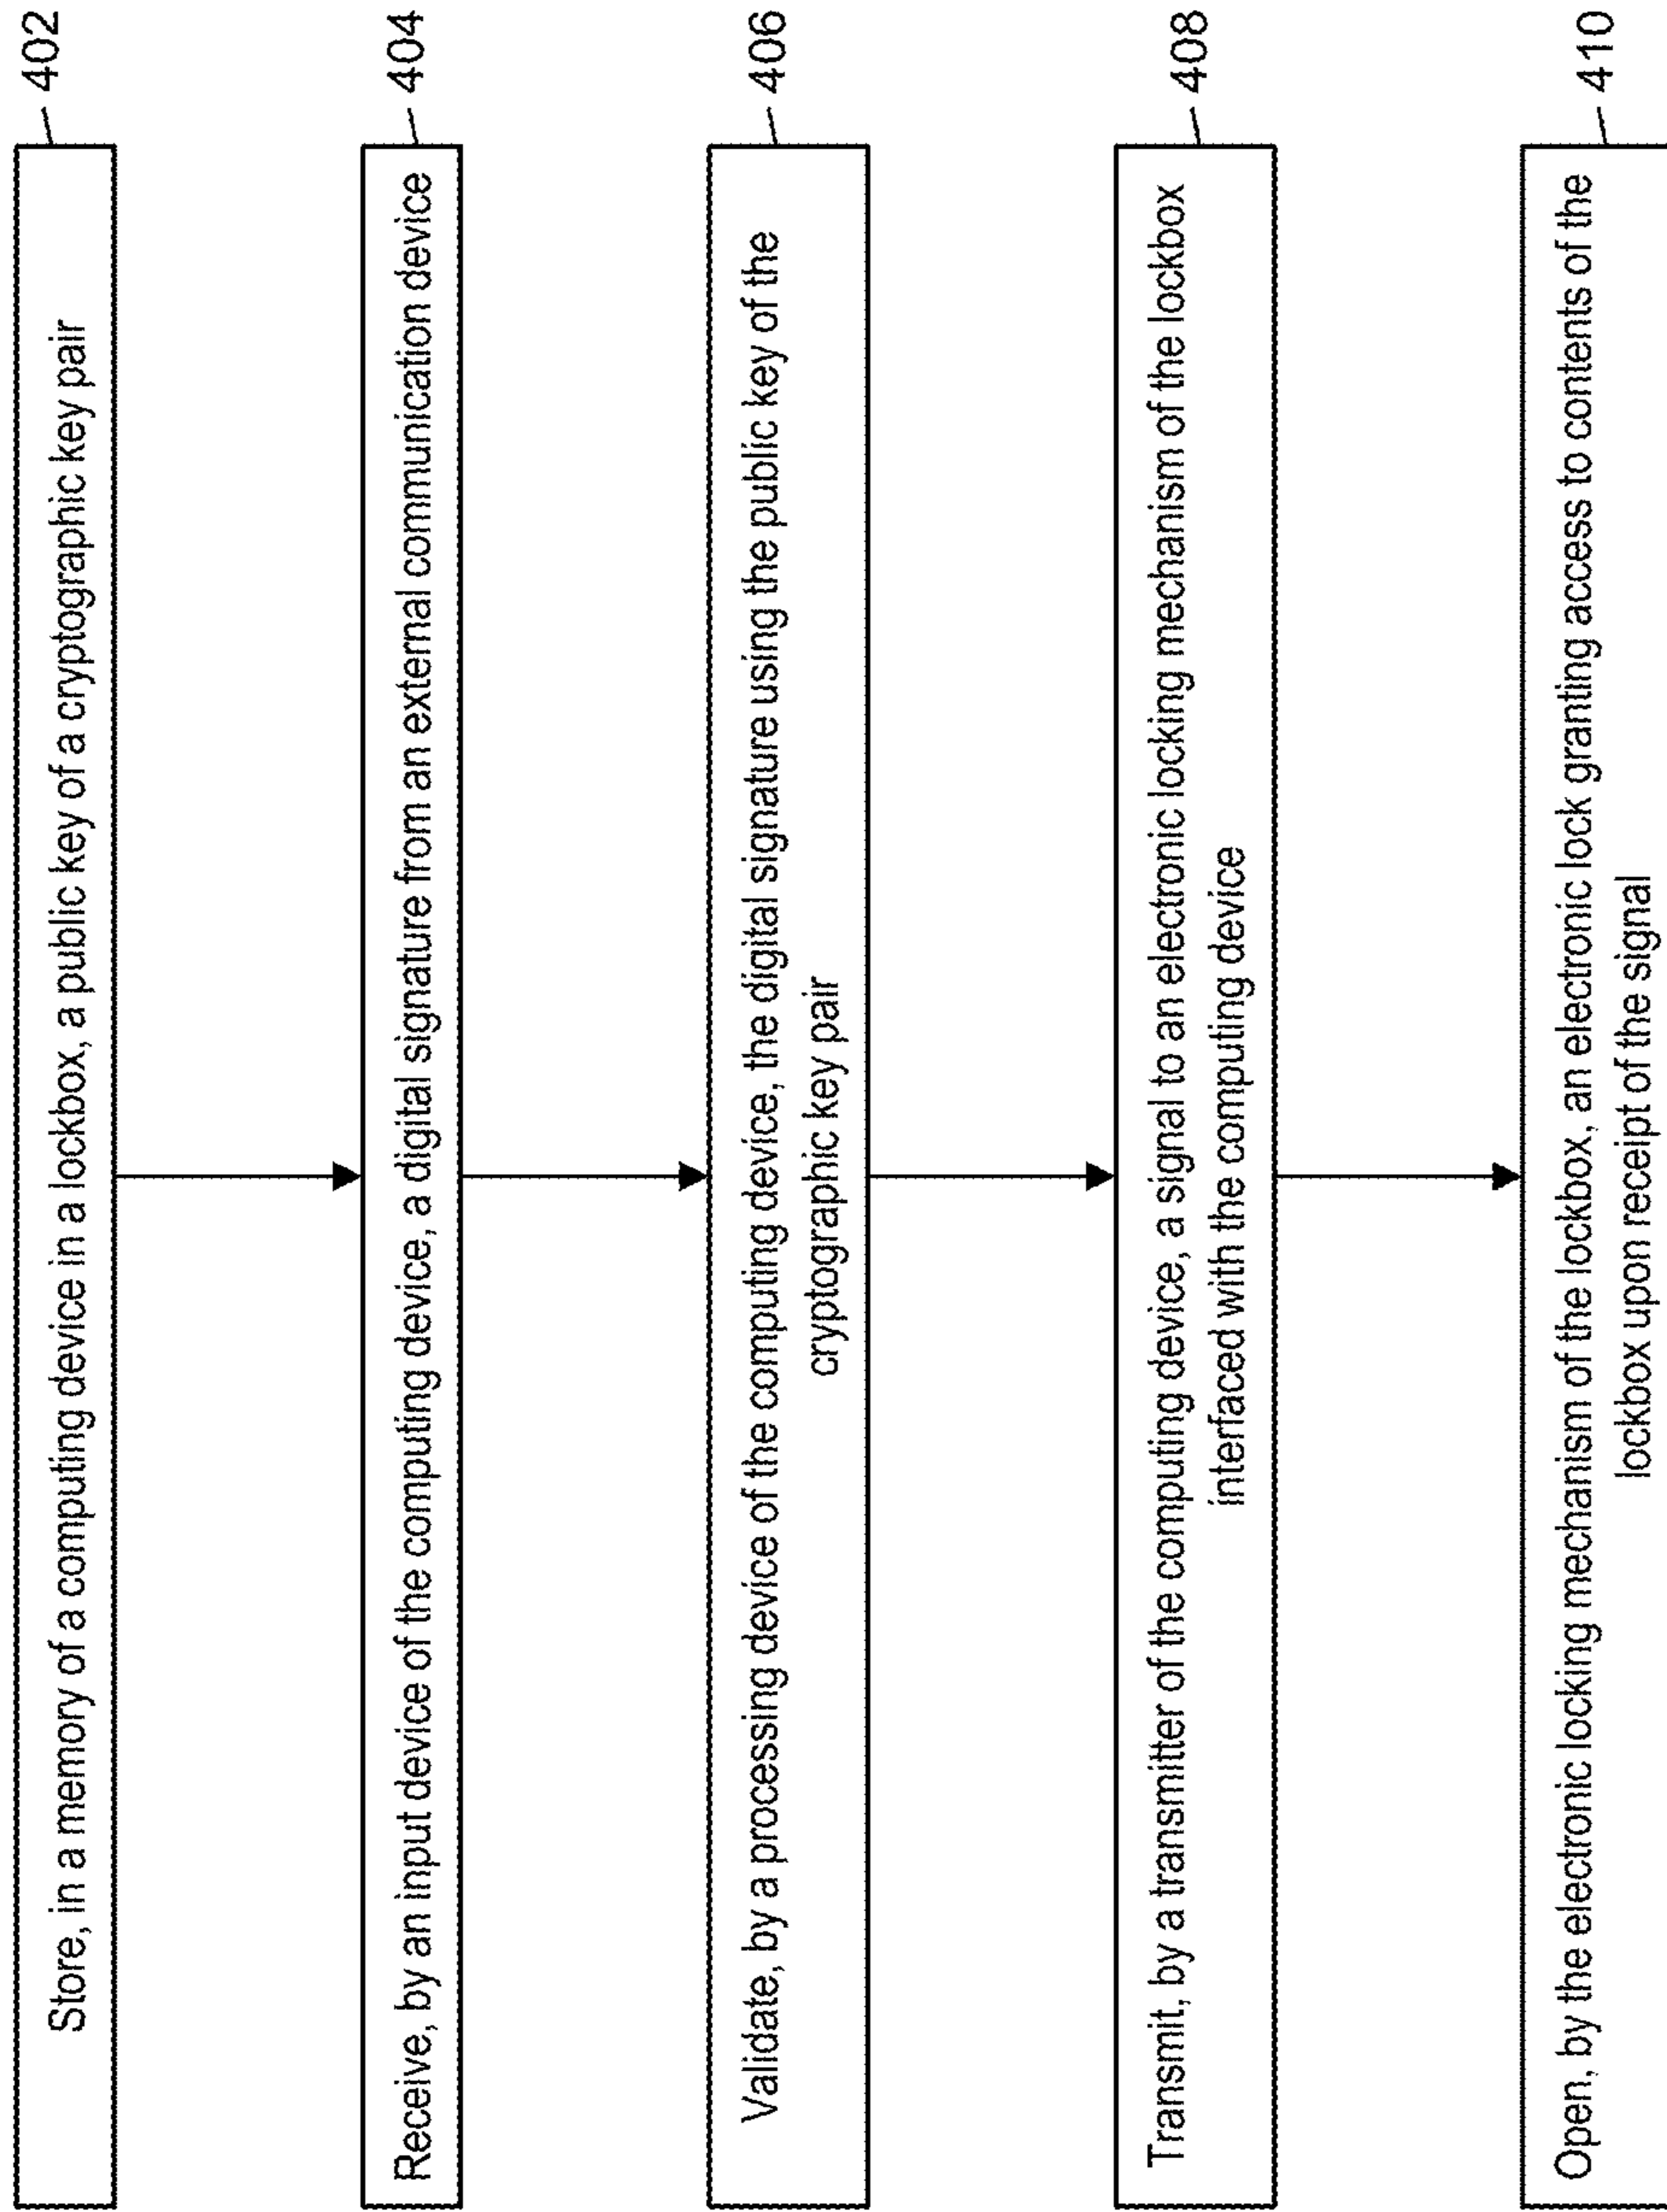 402
Store, in a memory of a computing device in a lockbox, a public key of a cryptographic key pair
404
Receive, by an input device of the computing device, a digital signature from an external communication device
406
Validate, by a processing device of the computing device, the digital signature using the public key of the
cryptographic key pair
408
Transmit, by a transmitter of the computing device, a signal to an electronic locking mechanism of the lockbox
interfaced with the computing device
410
Open, by the electronic locking mechanism of the lockbox, an electronic lock granting access to contents of the
lockbox upon receipt of the signal